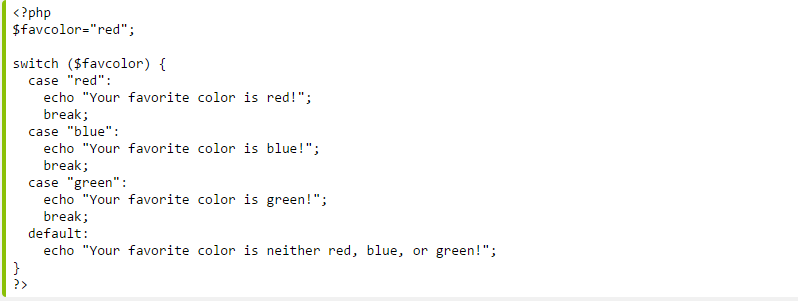 <?php
$favcolor="red";

switch ($favcolor) {
  case "red":
    echo "Your favorite color is red!";
    break;
  case "blue":
    echo "Your favorite color is blue!";
    break;
  case "green":
    echo "Your favorite color is green!";
    break;
  default:
    echo "Your favorite color is neither red, blue, or green!";
}
?>